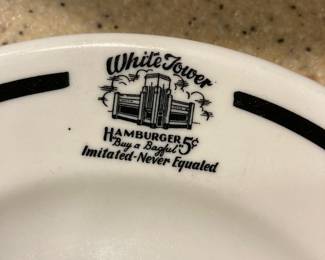 White Tower
HAMBURGER 5¢
"Buy a Bagful"
Imitated-Never Equaled